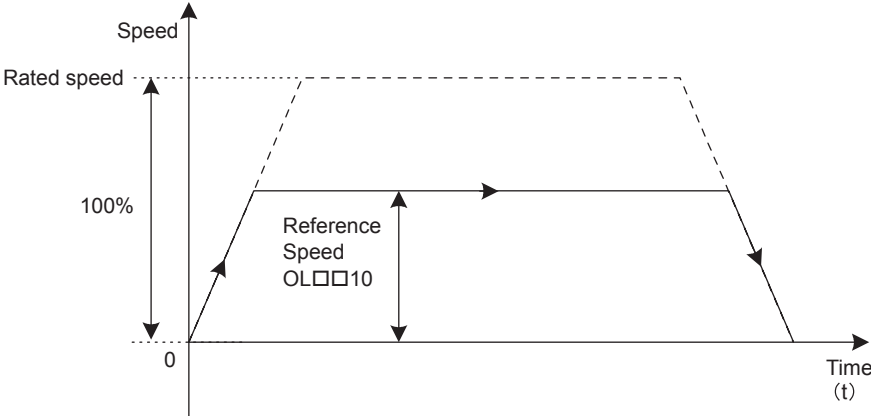 Speed
Rated speed
100%
Reference
Speed
OL□□10
0
Time
(t)